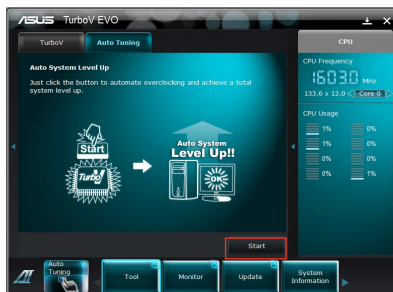 ASUS TurboV EVO
TurboV
Auto Tuning
CPU
Auto System Level Up
Just click the button to automate overclocking and achieve a total
system level up.
Start
Turbo
Auto System
Level Up!!
OK
CPU Frequency
1603.0 MHz
133.6 x 12.0 Core 0
CPU Usage
1% 0%
1% 0%
0% 0%
0% 1%
Start
Auto
Tuning
Tool
Monitor
Update
System
Information